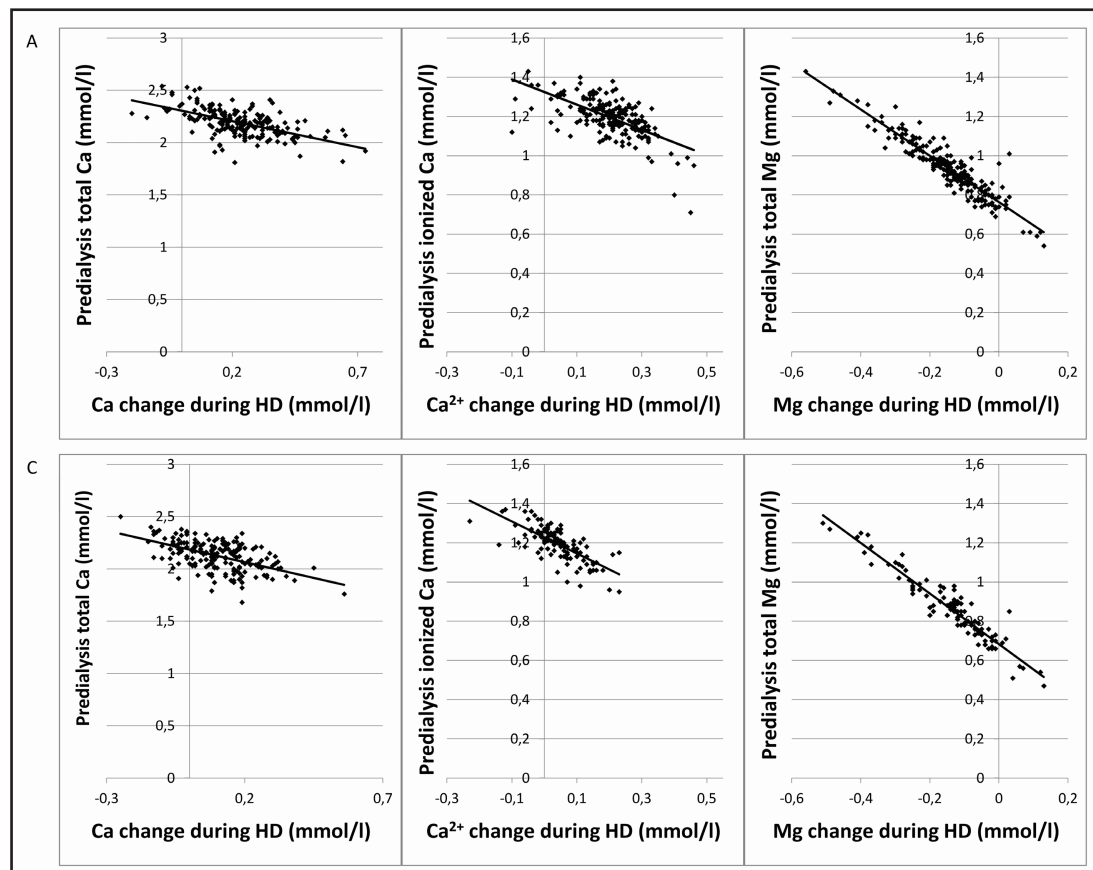 A
Predialysis total Ca (mmol/l)
3
2,5
2
1,5
1
0,5
0
-0,3 0,2 0,7
Ca change during HD (mmol/l)
Predialysis ionized Ca (mmol/l)
1,6
1,4
1,2
1
0,8
0,6
0,4
0,2
0
-0,1 0,1 0,3 0,5
Ca²⁺ change during HD (mmol/l)
Predialysis total Mg (mmol/l)
1,6
1,4
1,2
1
0,8
0,6
0,4
0,2
0
-0,6 -0,4 -0,2 0 0,2
Mg change during HD (mmol/l)
C
Predialysis total Ca (mmol/l)
3
2,5
2
1,5
1
0,5
0
-0,3 0,2 0,7
Ca change during HD (mmol/l)
Predialysis ionized Ca (mmol/l)
1,6
1,4
1,2
1
0,8
0,6
0,4
0,2
0
-0,3 -0,1 0,1 0,3 0,5
Ca²⁺ change during HD (mmol/l)
Predialysis total Mg (mmol/l)
1,6
1,4
1,2
1
0,8
0,6
0,4
0,2
0
-0,6 -0,4 -0,2 0 0,2
Mg change during HD (mmol/l)